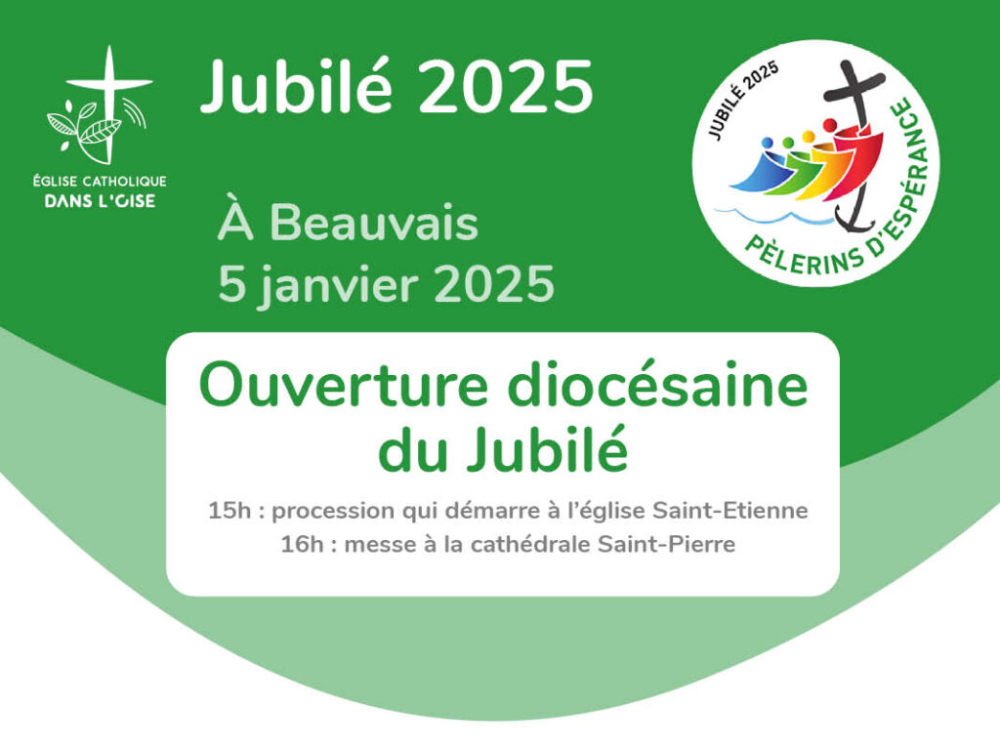 Jubilé 2025
ÉGLISE CATHOLIQUE
DANS L'OISE
JUBILÉ 2025
PÈLERINS D'ESPÉRANCE
À Beauvais
5 janvier 2025
Ouverture diocésaine
du Jubilé
15h : procession qui démarre à l'église Saint-Etienne
16h : messe à la cathédrale Saint-Pierre